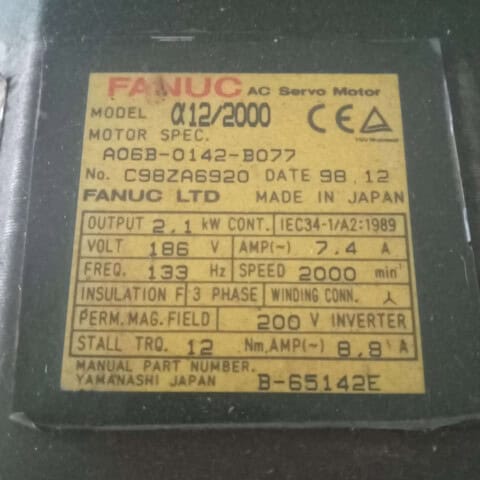 FANUC AC Servo Motor
MODEL α12/2000
MOTOR SPEC.
A06B-0142-B077
No. C98ZA6920 DATE 98.12
FANUC LTD MADE IN JAPAN
OUTPUT 2.1 kW CONT. IEC34-1/A2:1989
VOLT 186 V AMP(~) 7.4 A
FREQ. 133 Hz SPEED 2000 min⁻¹
INSULATION F 3 PHASE WINDING CONN. 人
PERM.MAG.FIELD 200 V INVERTER
STALL TRQ. 12 Nm,AMP(~) 8.8 A
MANUAL PART NUMBER.
YAMANASHI JAPAN B-65142E